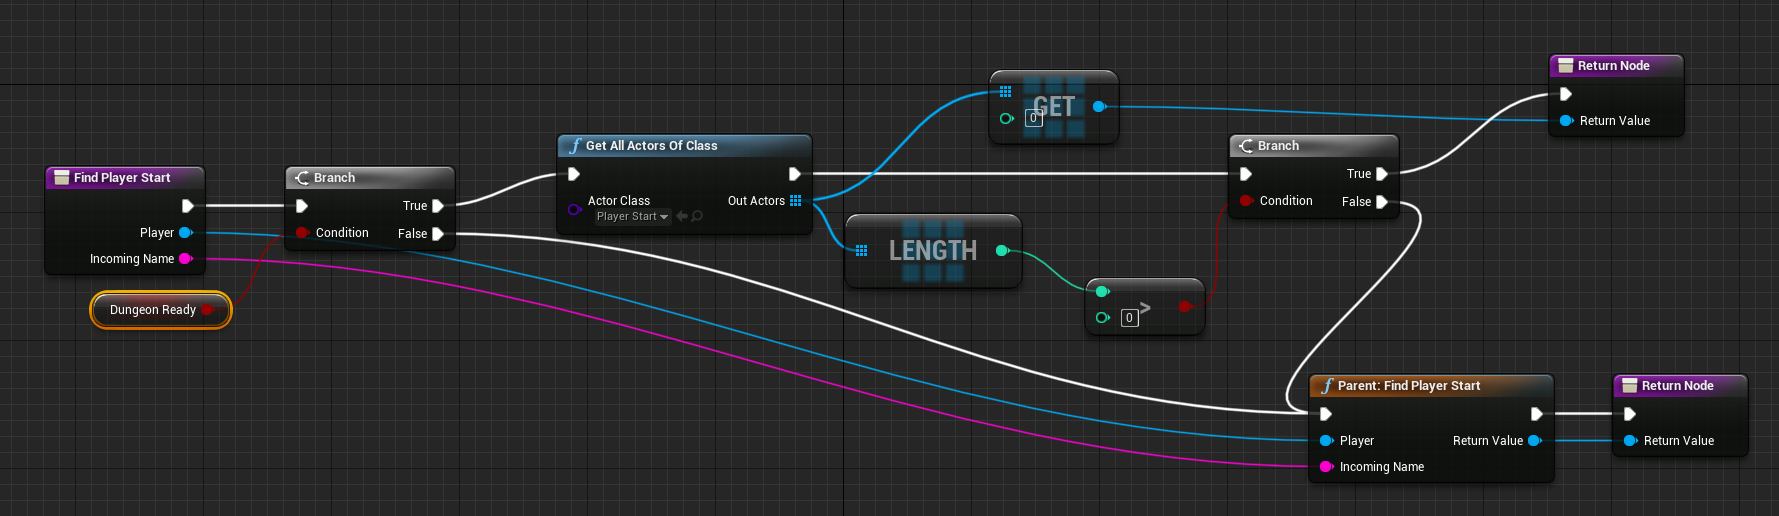 Find Player Start
Player
Incoming Name
Dungeon Ready
Branch
True
Condition
False
Get All Actors Of Class
Actor Class
Player Start
Out Actors
GET
0
LENGTH
>
0
Branch
True
Condition
False
Return Node
Return Value
Parent: Find Player Start
Player
Return Value
Incoming Name
Return Node
Return Value